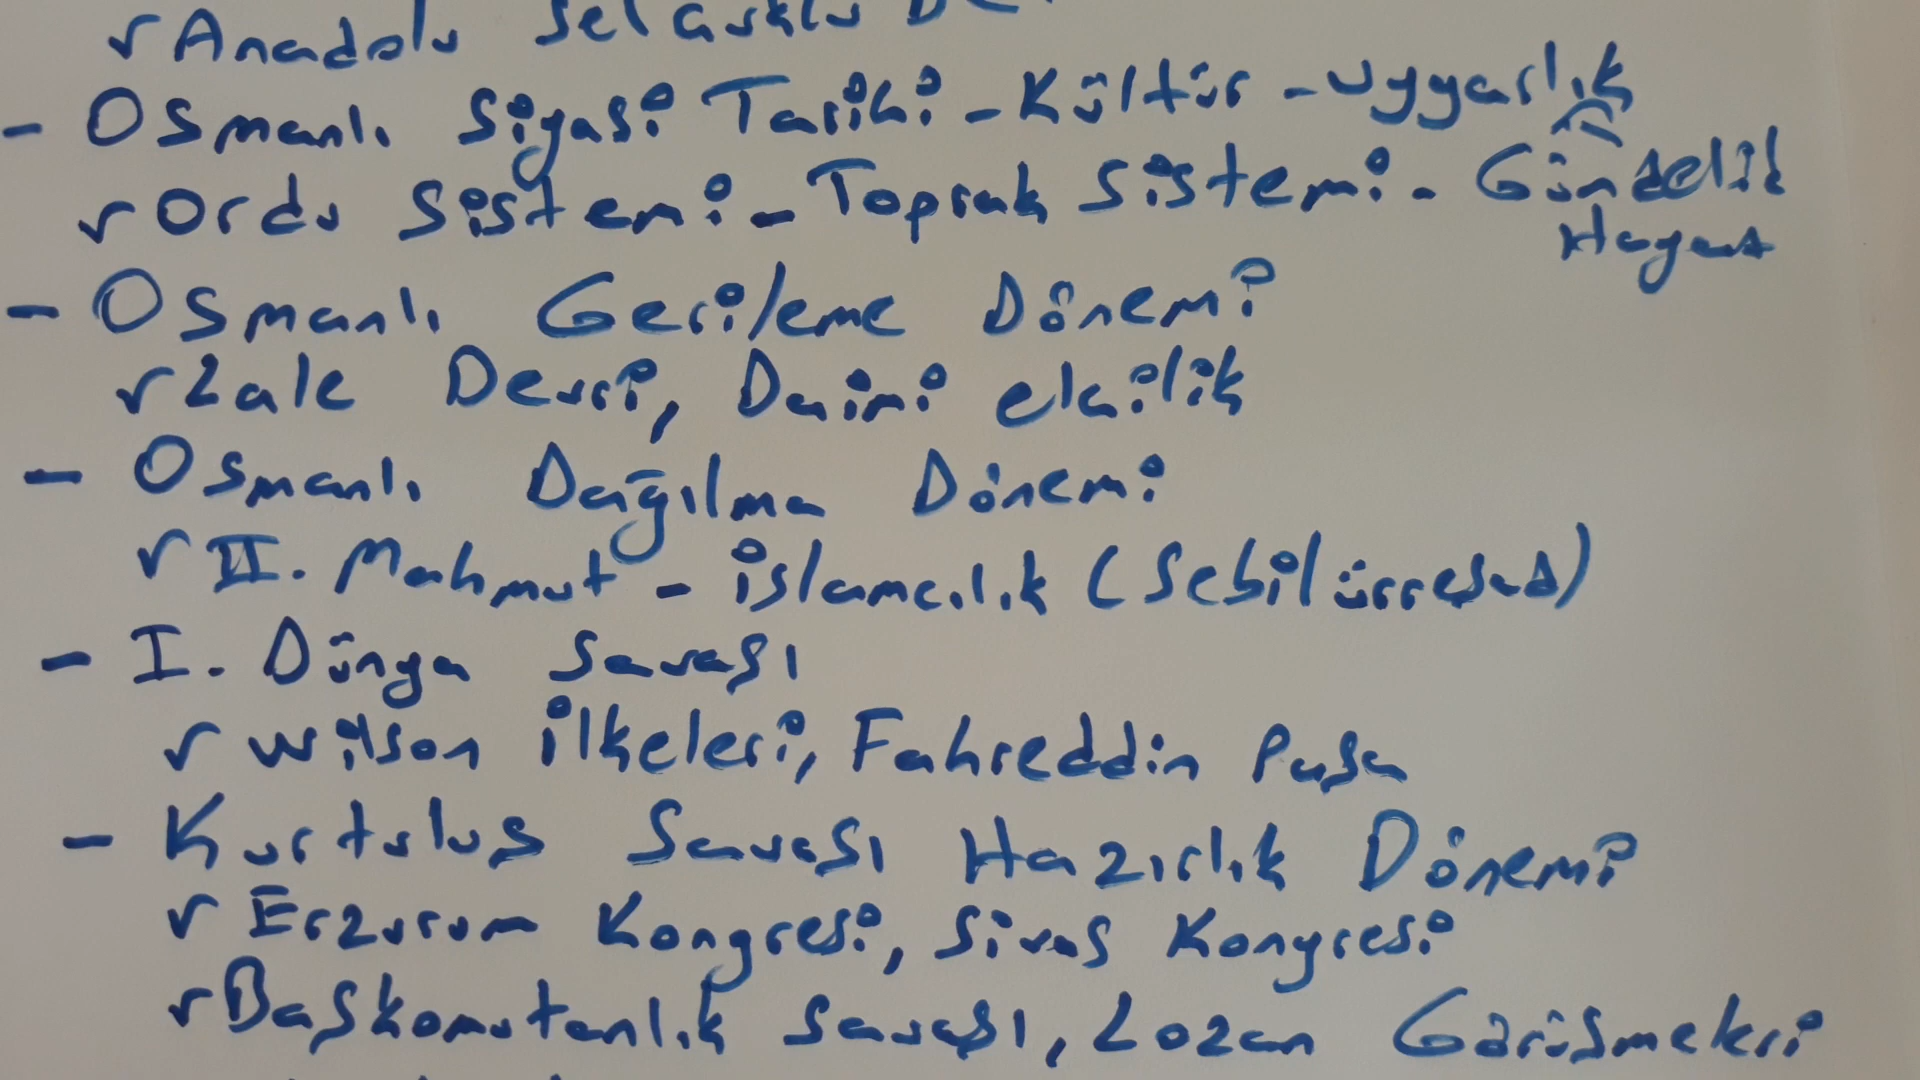 ✓ Anadolu Selçuklu
- Osmanlı Siyasi Tarihi - Kültür - Uygarlık
✓ Ordu Sistemi - Toprak Sistemi - Gündelik
Hayat
- Osmanlı Gerileme Dönemi
✓ Lale Devri, Daimi elçilik
- Osmanlı Dağılma Dönemi
✓ II. Mahmut - İslamcılık (Sebilürreşad)
- I. Dünya Savaşı
✓ Wilson İlkeleri, Fahreddin Paşa
- Kurtuluş Savaşı Hazırlık Dönemi
✓ Erzurum Kongresi, Sivas Kongresi
✓ Başkomutanlık Savaşı, Lozan Görüşmeleri